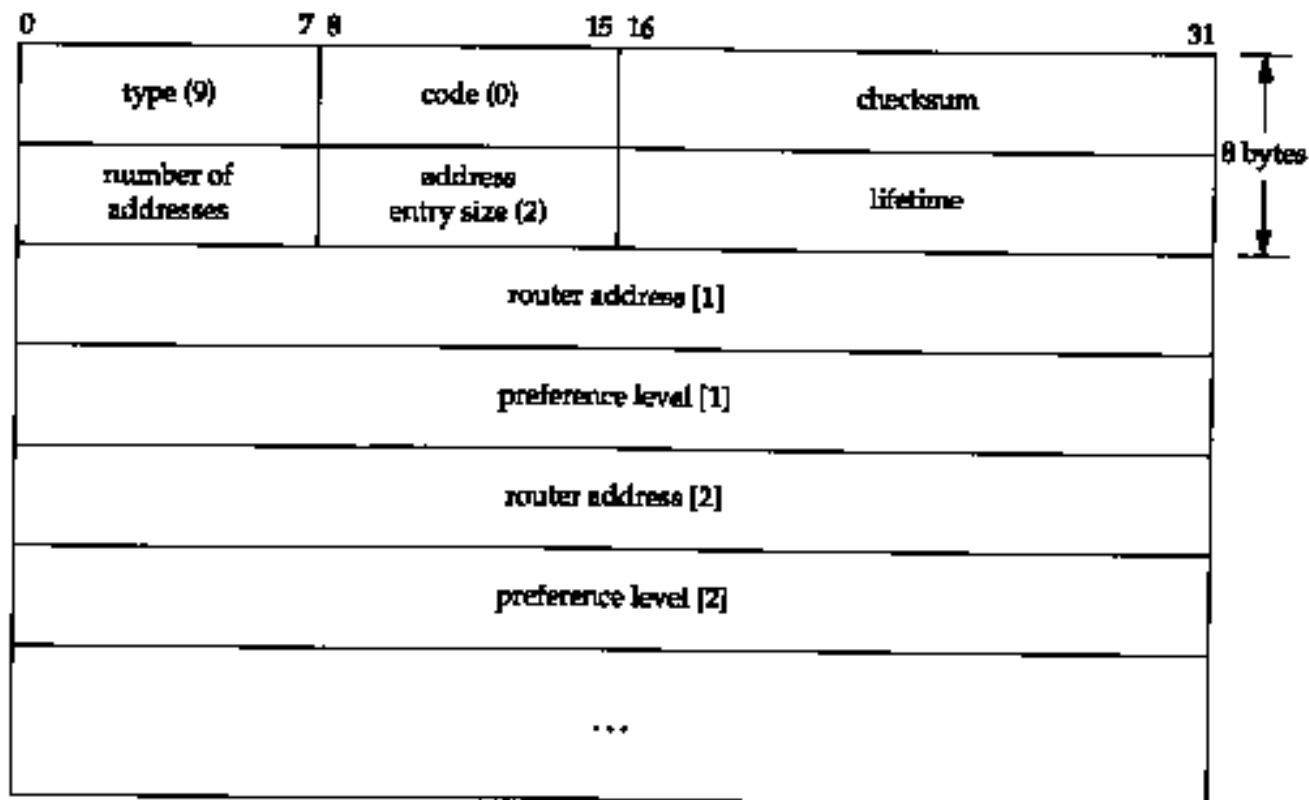 0 7 8 15 16 31
type (9) code (0) checksum
8 bytes
number of
addresses
address
entry size (2)
lifetime
router address [1]
preference level [1]
router address [2]
preference level [2]
...